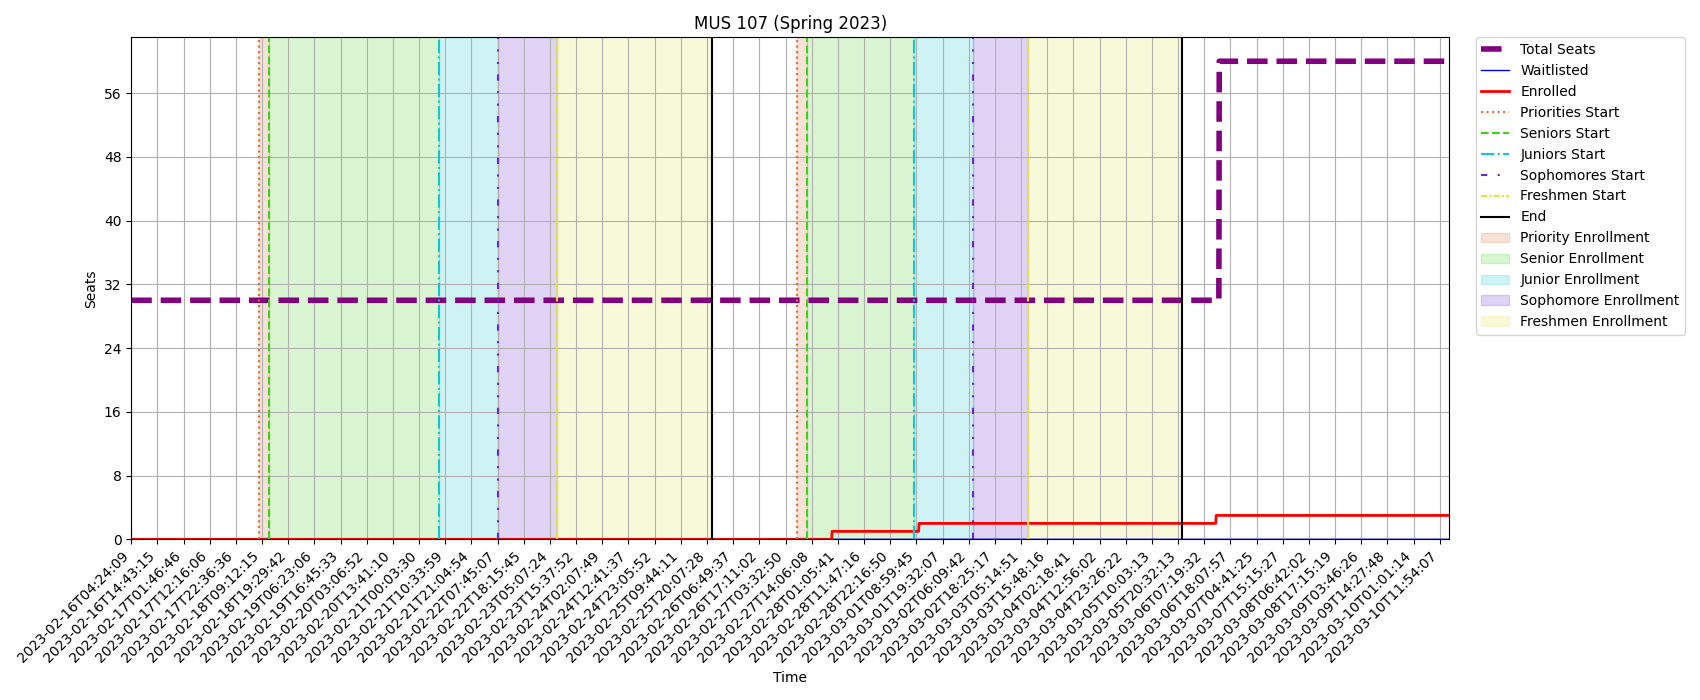 MUS 107 (Spring 2023)
Seats
56
48
40
32
24
16
8
0
2023-02-16T04:24:09
2023-02-16T14:43:15
2023-02-17T01:46:46
2023-02-17T12:16:06
2023-02-17T22:36:36
2023-02-18T09:12:15
2023-02-18T19:29:42
2023-02-19T06:23:06
2023-02-19T16:45:33
2023-02-20T03:06:52
2023-02-20T13:41:10
2023-02-21T00:03:30
2023-02-21T10:33:59
2023-02-21T21:04:54
2023-02-22T07:45:07
2023-02-22T18:15:45
2023-02-23T05:07:24
2023-02-23T15:37:52
2023-02-24T02:07:49
2023-02-24T12:41:37
2023-02-24T23:05:52
2023-02-25T09:44:11
2023-02-25T20:07:28
2023-02-26T06:49:37
2023-02-26T17:11:02
2023-02-27T03:32:50
2023-02-27T14:06:08
2023-02-28T01:05:41
2023-02-28T11:47:16
2023-02-28T22:16:50
2023-03-01T08:59:45
2023-03-01T19:32:07
2023-03-02T06:09:42
2023-03-02T18:25:17
2023-03-03T05:14:51
2023-03-03T15:48:16
2023-03-04T02:18:41
2023-03-04T12:56:02
2023-03-04T23:26:22
2023-03-05T10:03:13
2023-03-05T20:32:13
2023-03-06T07:19:32
2023-03-06T18:07:57
2023-03-07T04:41:25
2023-03-07T15:15:27
2023-03-08T06:42:02
2023-03-08T17:15:19
2023-03-09T03:46:26
2023-03-09T14:27:48
2023-03-10T01:01:14
2023-03-10T11:54:07
Time
Total Seats
Waitlisted
Enrolled
Priorities Start
Seniors Start
Juniors Start
Sophomores Start
Freshmen Start
End
Priority Enrollment
Senior Enrollment
Junior Enrollment
Sophomore Enrollment
Freshmen Enrollment